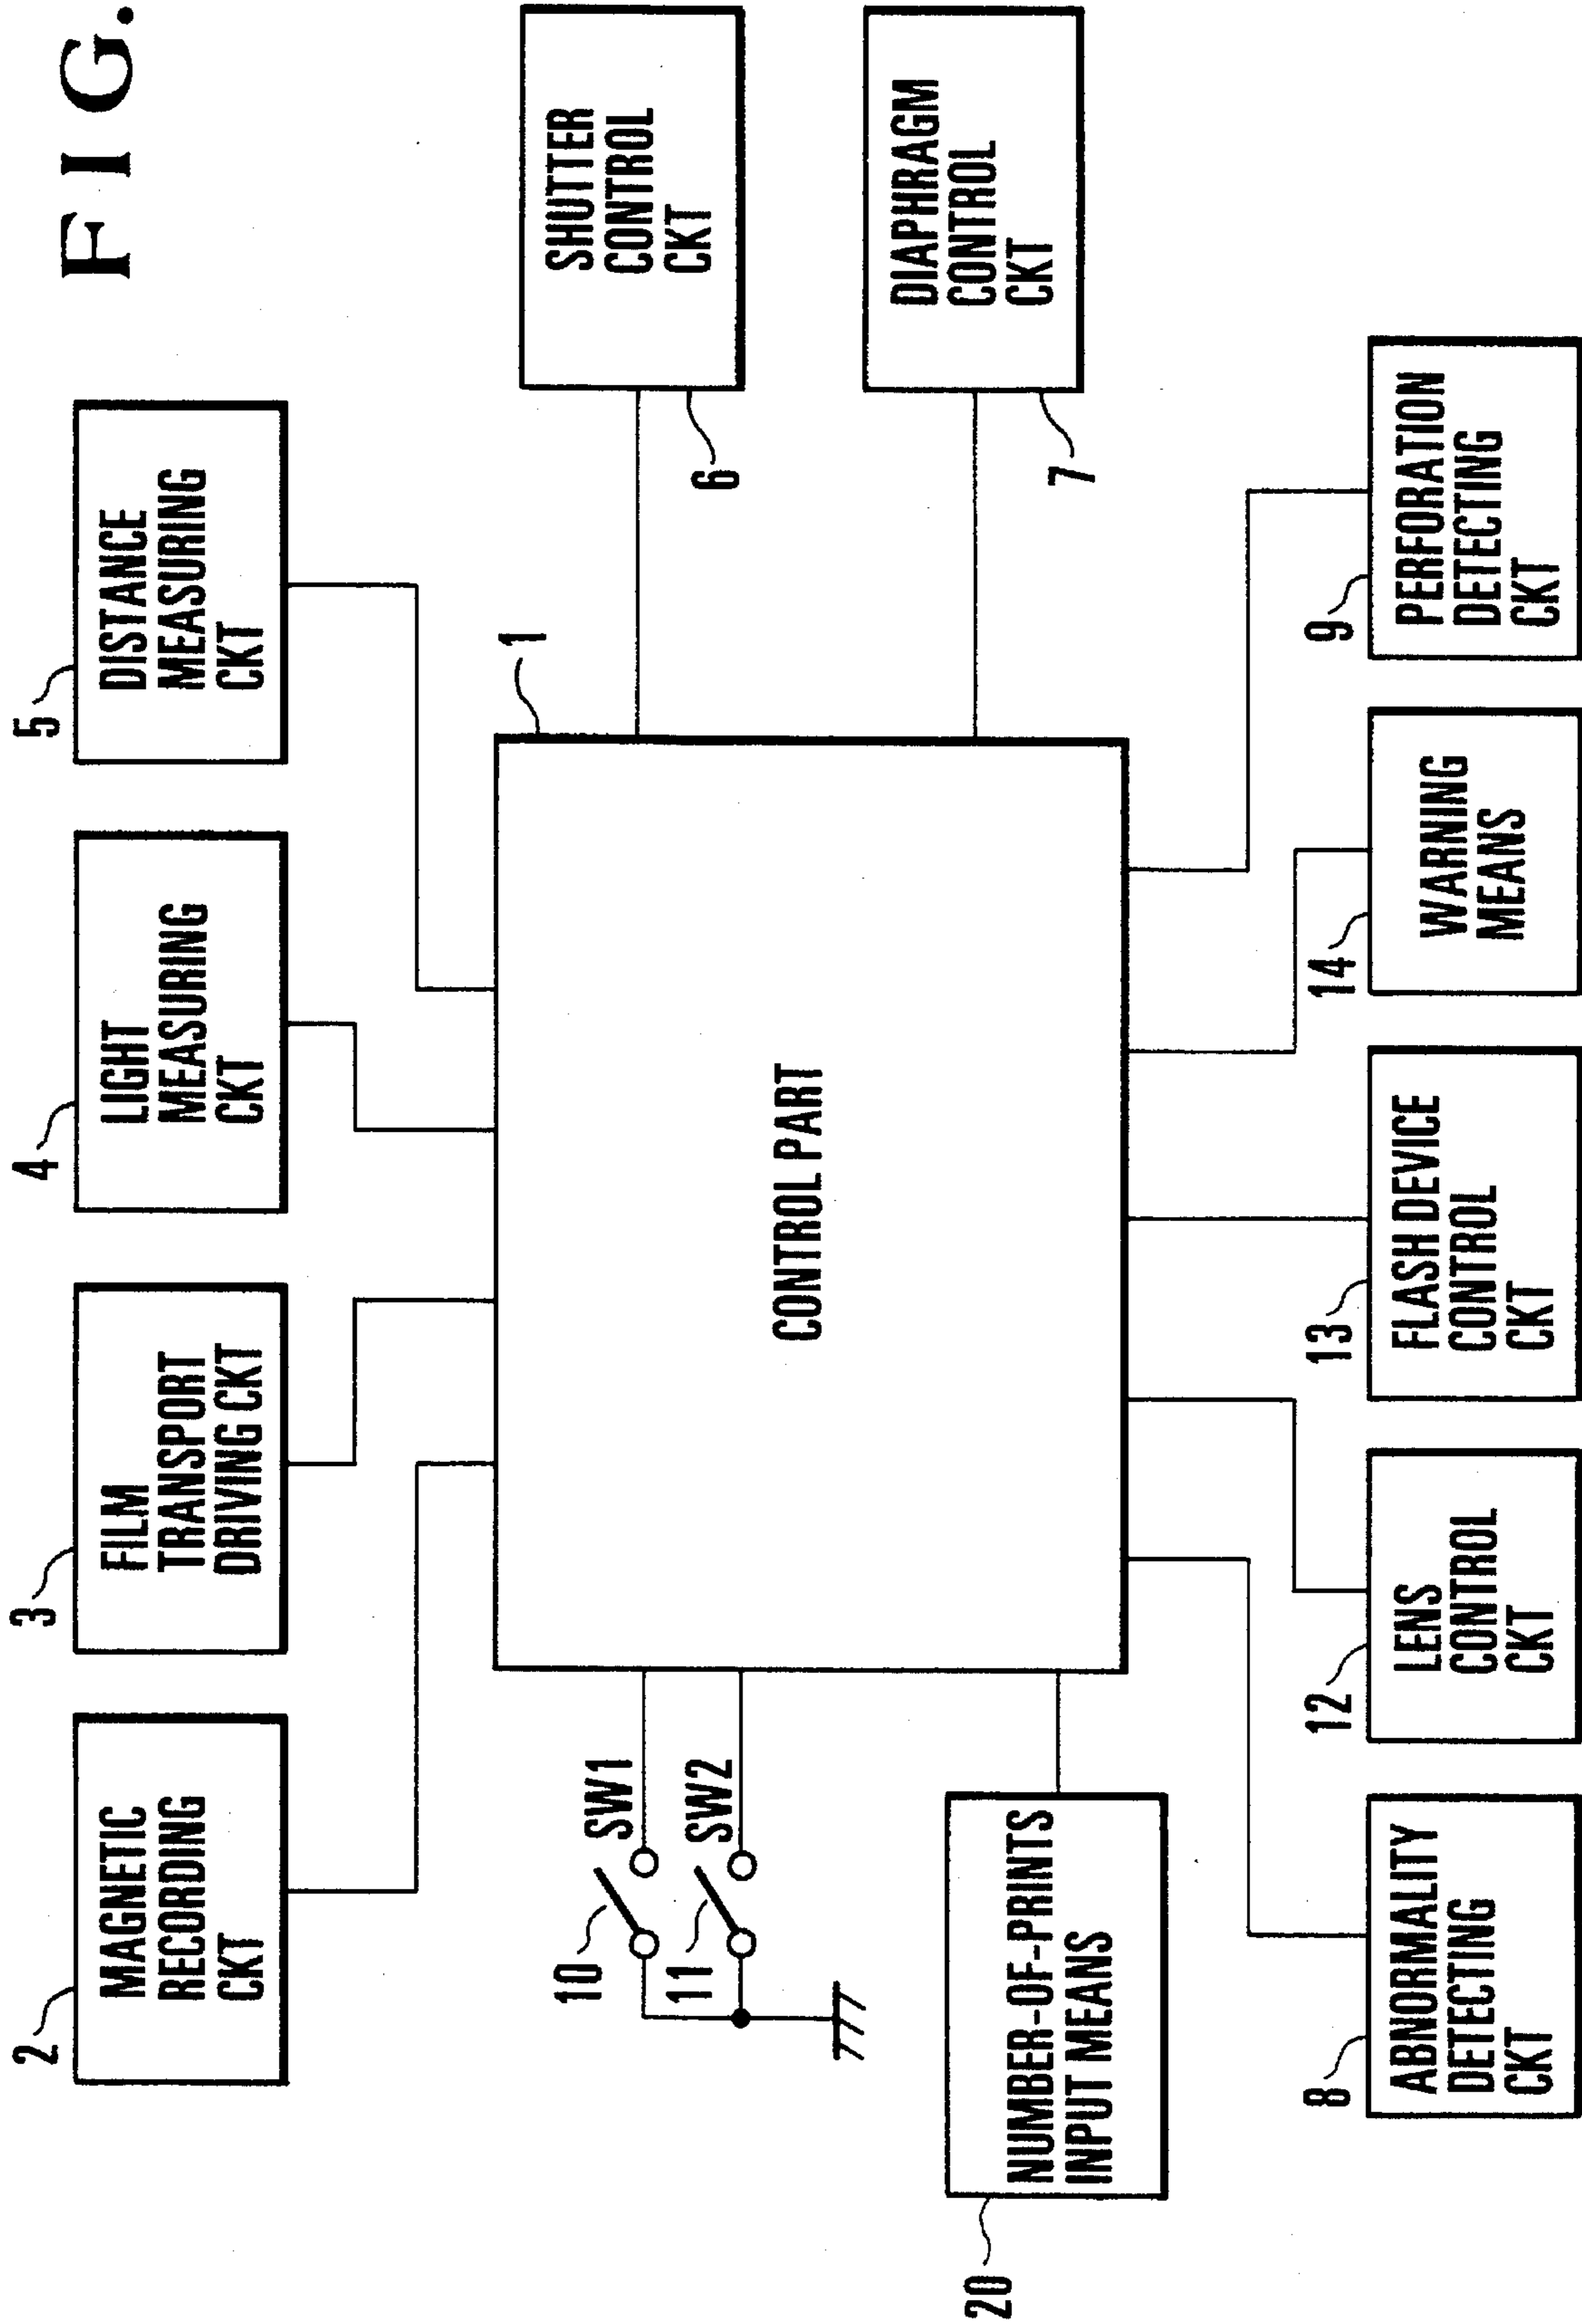 FIG.
2
MAGNETIC
RECORDING
CKT
3
FILM
TRANSPORT
DRIVING CKT
4
LIGHT
MEASURING
CKT
5
DISTANCE
MEASURING
CKT
10
SW1
11
SW2
1
CONTROL PART
6
SHUTTER
CONTROL
CKT
7
DIAPHRAGM
CONTROL
CKT
20
NUMBER-OF-PRINTS
INPUT MEANS
8
ABNORMALITY
DETECTING
CKT
12
LENS
CONTROL
CKT
13
FLASH DEVICE
CONTROL
CKT
14
WARNING
MEANS
9
PERFORATION
DETECTING
CKT